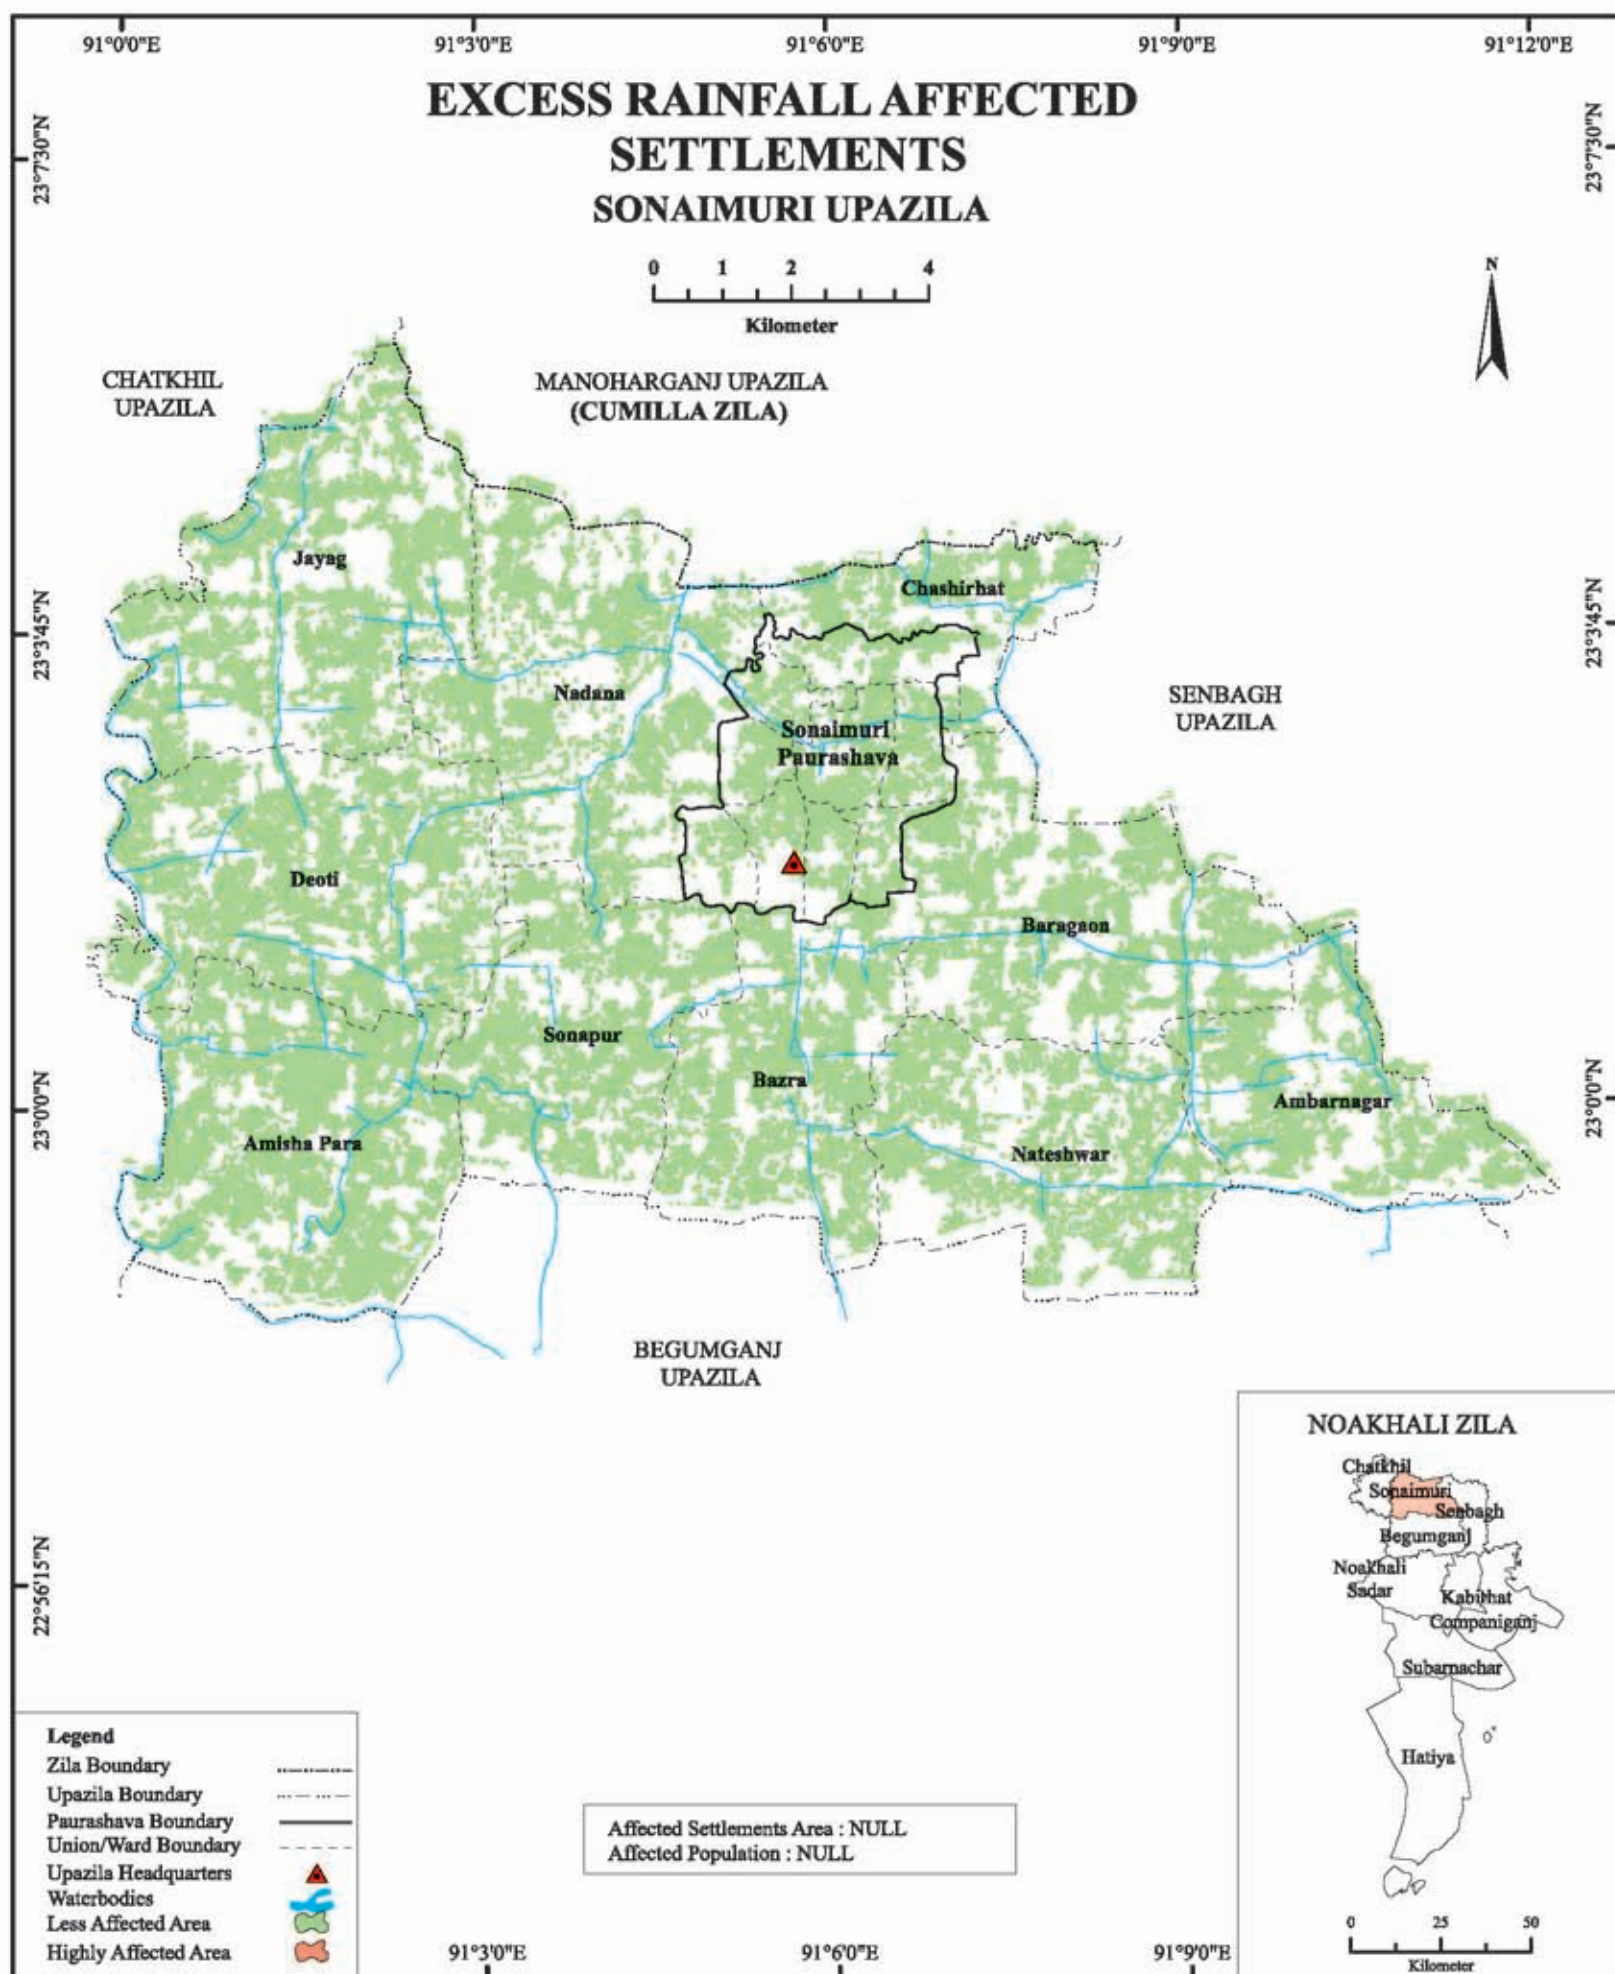 91°0'0"E
91°3'0"E
91°6'0"E
91°9'0"E
91°12'0"E
EXCESS RAINFALL AFFECTED
SETTLEMENTS
SONAIMURI UPAZILA
23°7'30"N
23°7'30"N
0 1 2 4
Kilometer
N
CHATKHIL
UPAZILA
MANOHARGANJ UPAZILA
(CUMILLA ZILA)
Jayag
Chashirhat
23°3'45"N
23°3'45"N
Nadana
SENBAGH
UPAZILA
Sonaimuri
Paurashava
Deoti
Baragaon
Sonapur
Bazra
23°0'0"N
23°0'0"N
Ambarnagar
Amisha Para
Nateshwar
BEGUMGANJ
UPAZILA
22°56'15"N
NOAKHALI ZILA
Chatkhil
Sonaimuri
Senbagh
Begumganj
Noakhali
Sadar
Kabilhat
Companiganj
Subarnachar
Hatiya
0 25 50
Kilometer
Legend
Zila Boundary
Upazila Boundary
Paurashava Boundary
Union/Ward Boundary
Upazila Headquarters
Waterbodies
Less Affected Area
Highly Affected Area
Affected Settlements Area : NULL
Affected Population : NULL
91°3'0"E
91°6'0"E
91°9'0"E